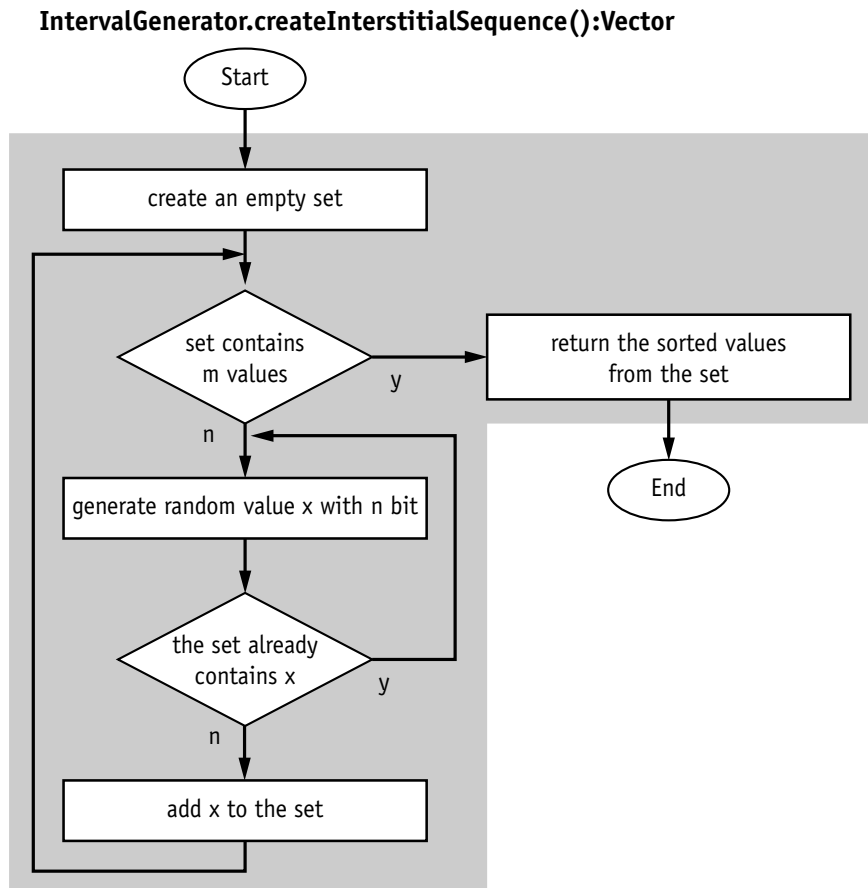 IntervalGenerator.createInterstitialSequence():Vector
Start
create an empty set
set contains
m values
y
return the sorted values
from the set
n
End
generate random value x with n bit
the set already
contains x
y
n
add x to the set